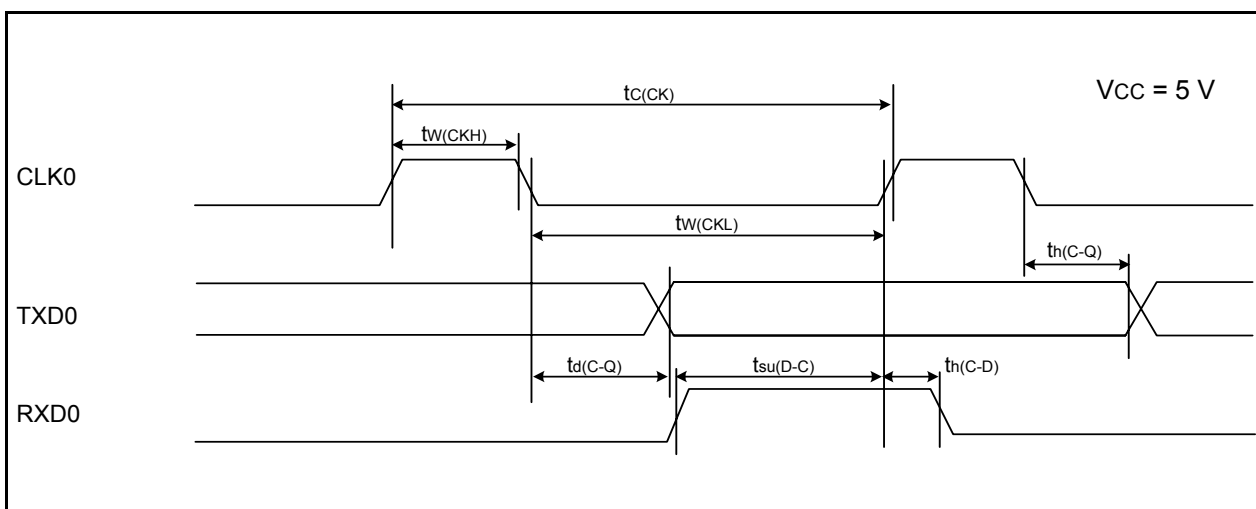 tC(CK)
VCC = 5 V
tW(CKH)
CLK0
tW(CKL)
th(C-Q)
TXD0
td(C-Q)
tsu(D-C)
th(C-D)
RXD0